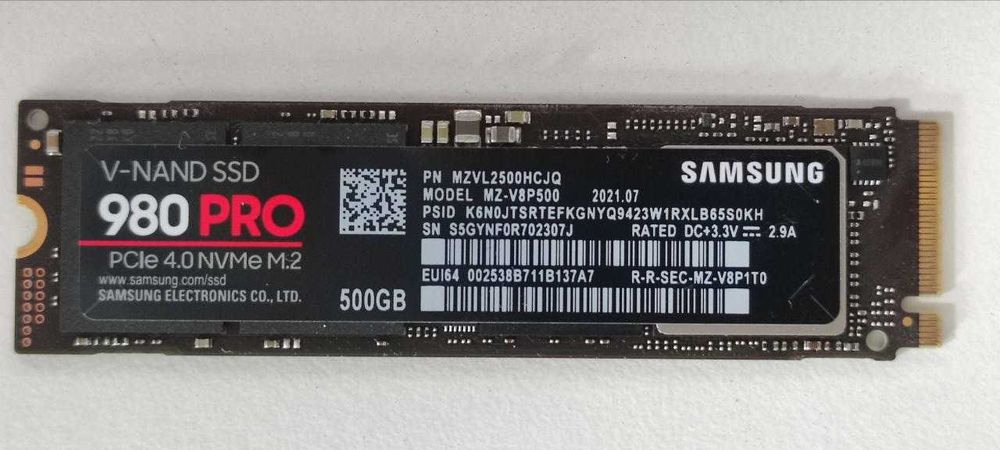 V-NAND SSD
980 PRO
PCIe 4.0 NVMe M.2
www.samsung.com/ssd
SAMSUNG ELECTRONICS CO., LTD.
500GB
SAMSUNG
PN MZVL2500HCJQ
MODEL MZ-V8P500 2021.07
PSID K6N0JTSRTEFKGNYQ9423W1RXLB65S0KH
SN S5GYNF0R702307J RATED DC+3.3V ⎓ 2.9A
EUI64 002538B711B137A7 R-R-SEC-MZ-V8P1T0